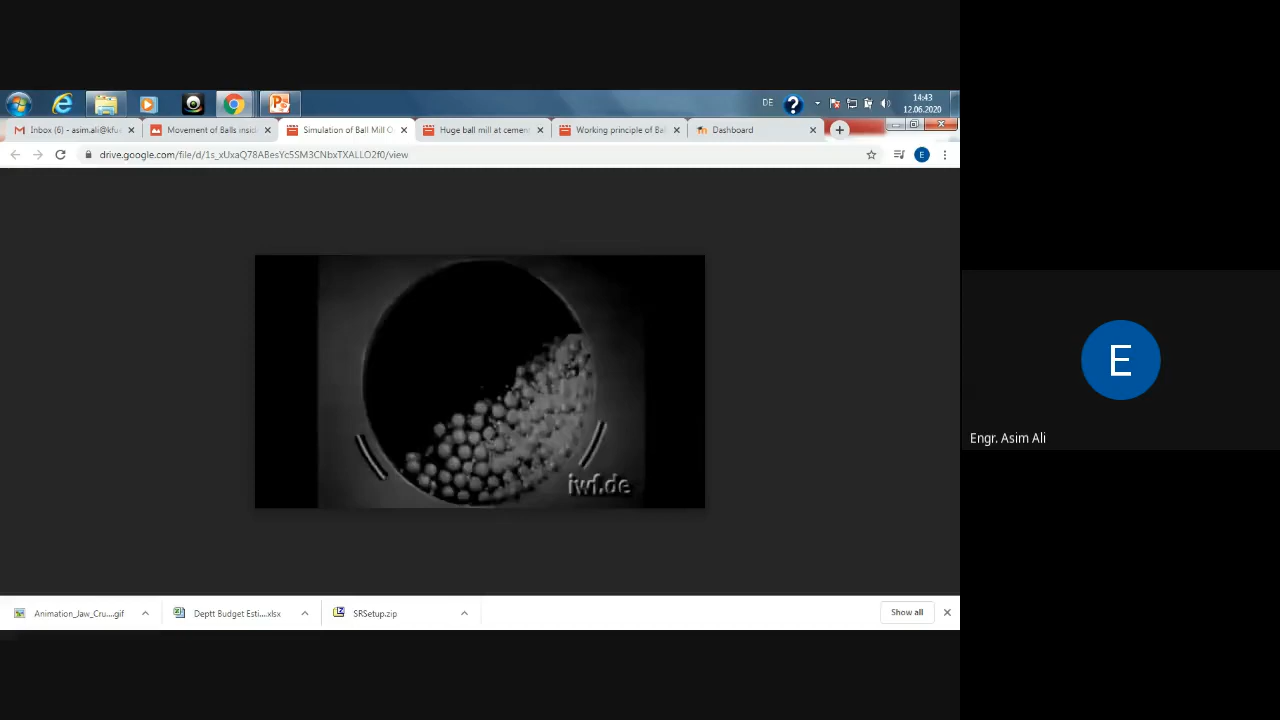 DE
14:43
12.06.2020
Inbox (6) - asim.ali@kfu
Movement of Balls insid
Simulation of Ball Mill O
Huge ball mill at cemen
Working principle of Bal
Dashboard
drive.google.com/file/d/1s_xUxaQ78ABesYc5SM3CNbxTXALLO2f0/view
E
iwf.de
E
Engr. Asim Ali
Animation_Jaw_Cru....gif
Deptt Budget Esti....xlsx
SRSetup.zip
Show all